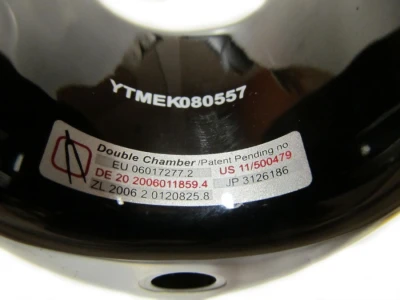 YTMEK080557
Double Chamber/Patent Pending no
EU 06017277.2 US 11/500479
DE 20 2006011859.4 JP 3126186
ZL 2006 2 0120825.8